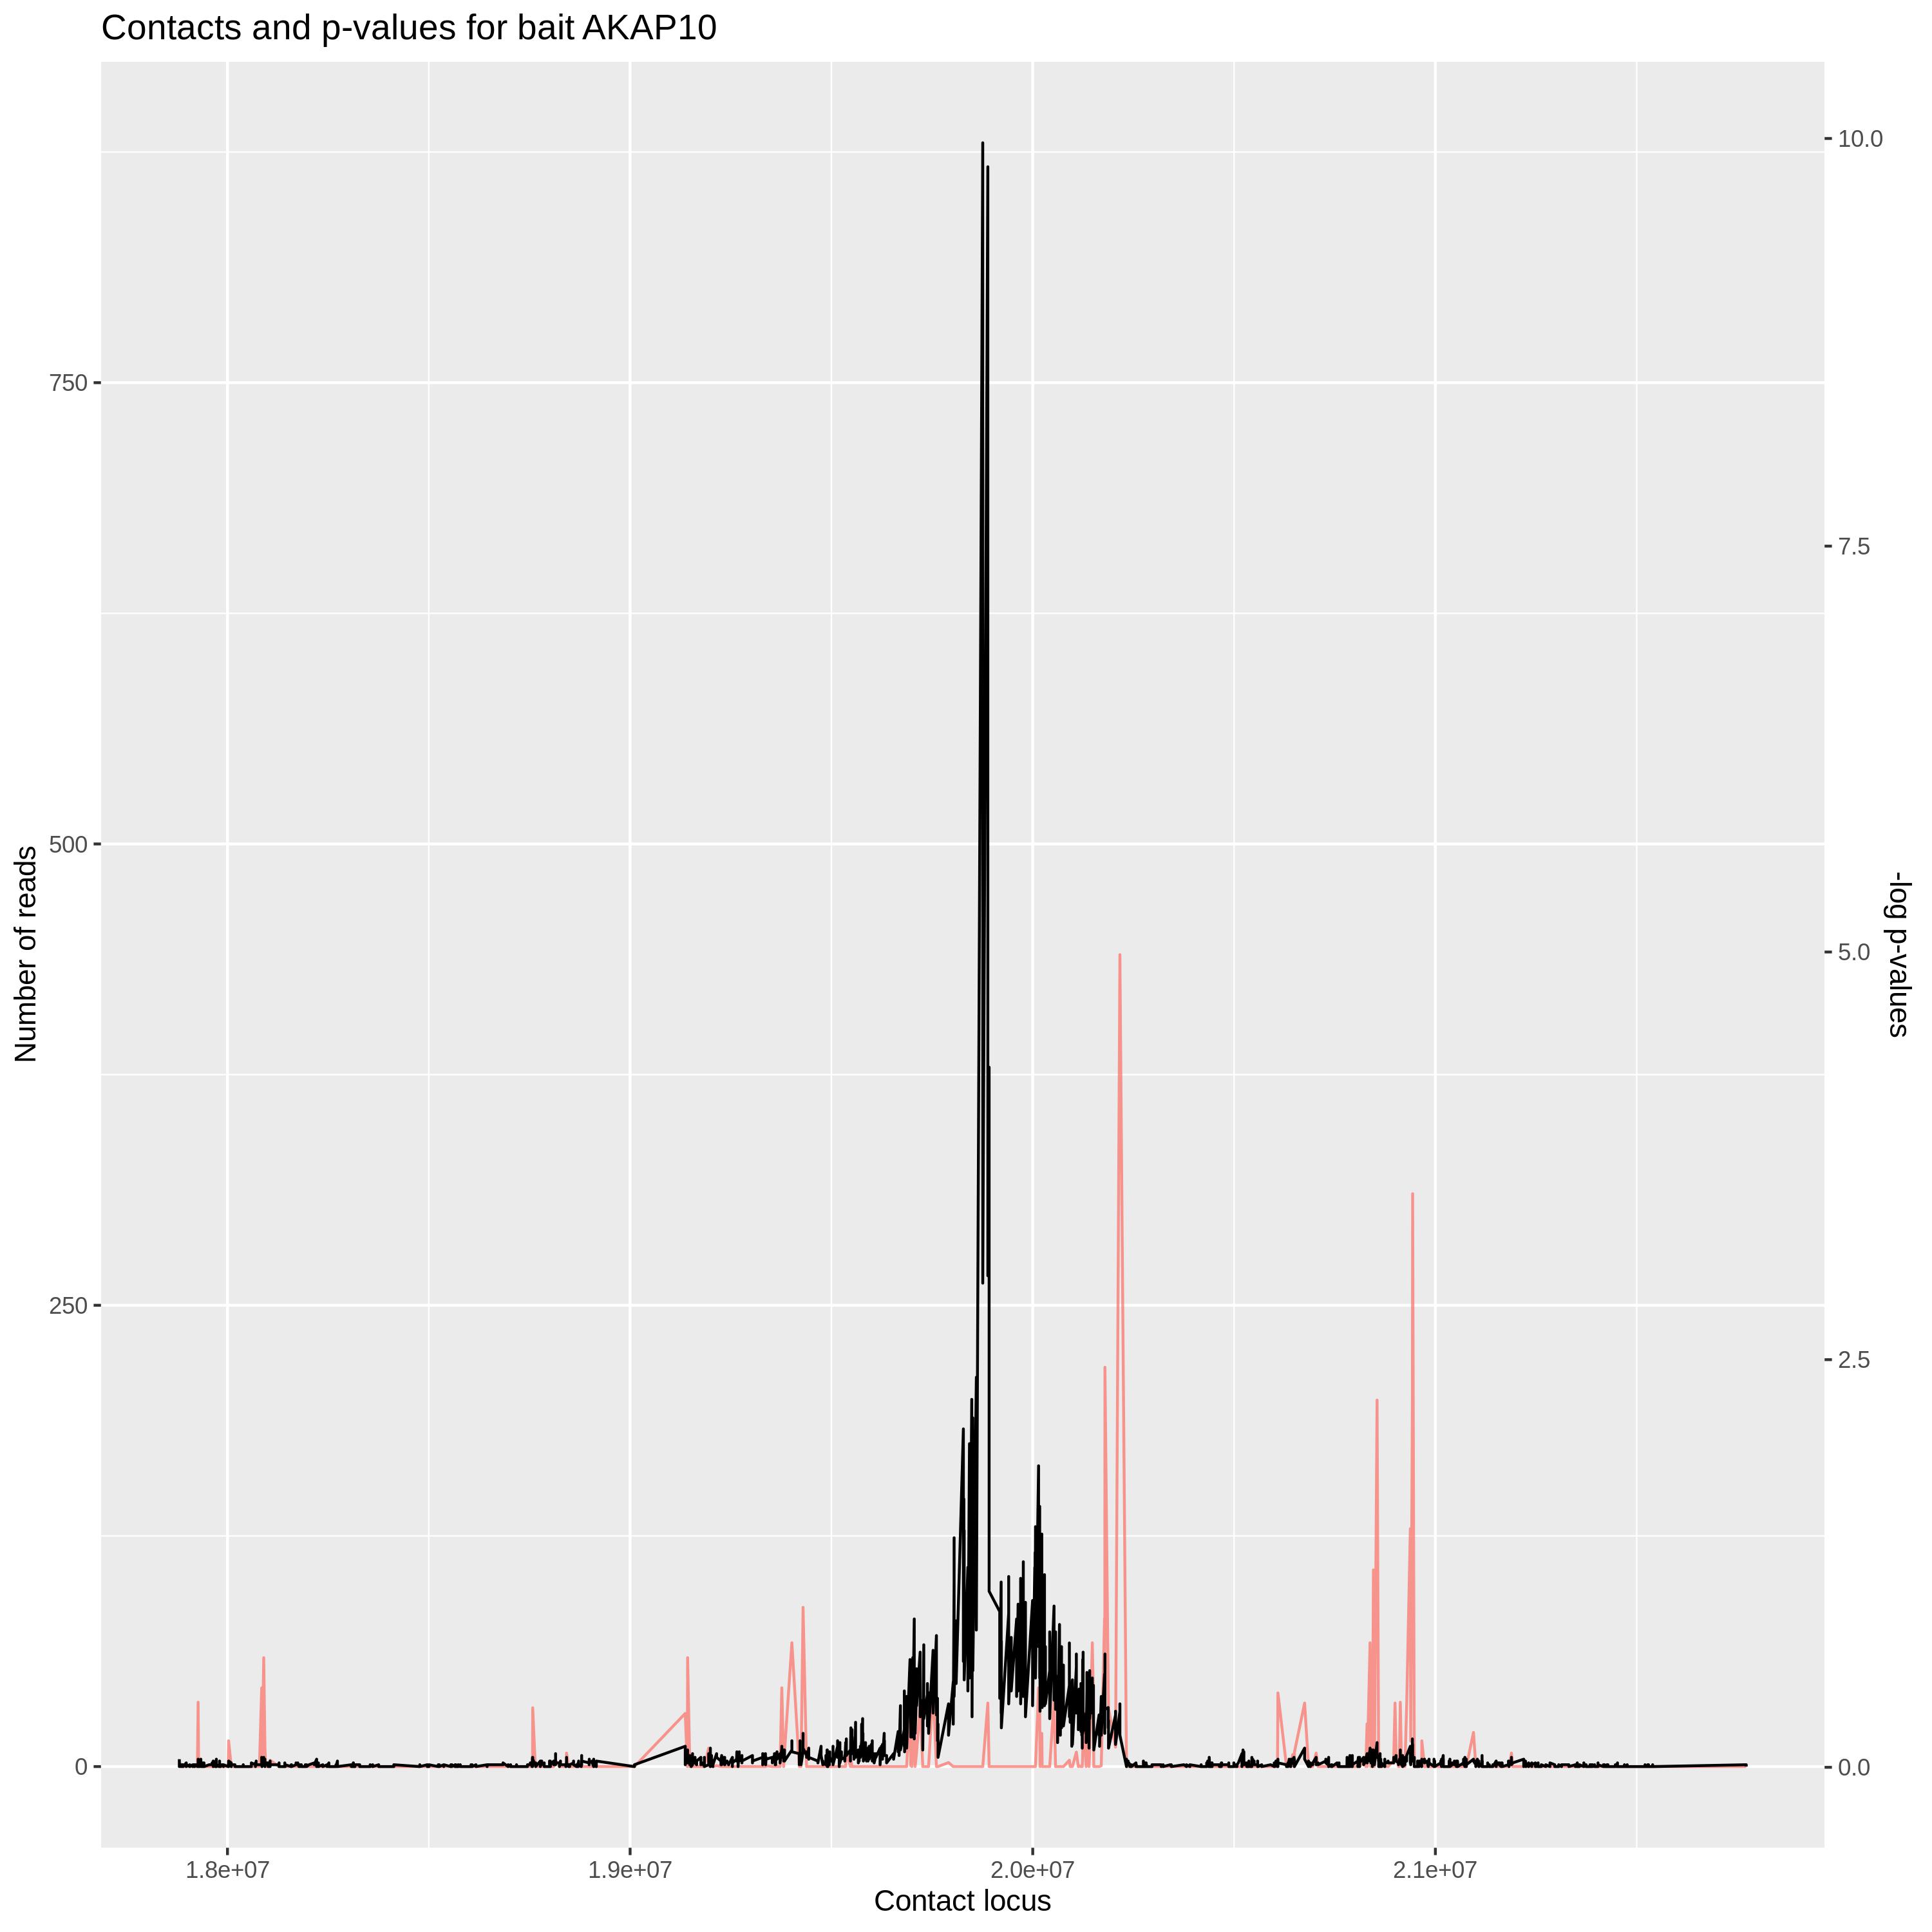 Contacts and p-values for bait AKAP10
Number of reads
750
500
250
0
10.0
7.5
5.0
2.5
0.0
-log p-values
1.8e+07
1.9e+07
2.0e+07
2.1e+07
Contact locus